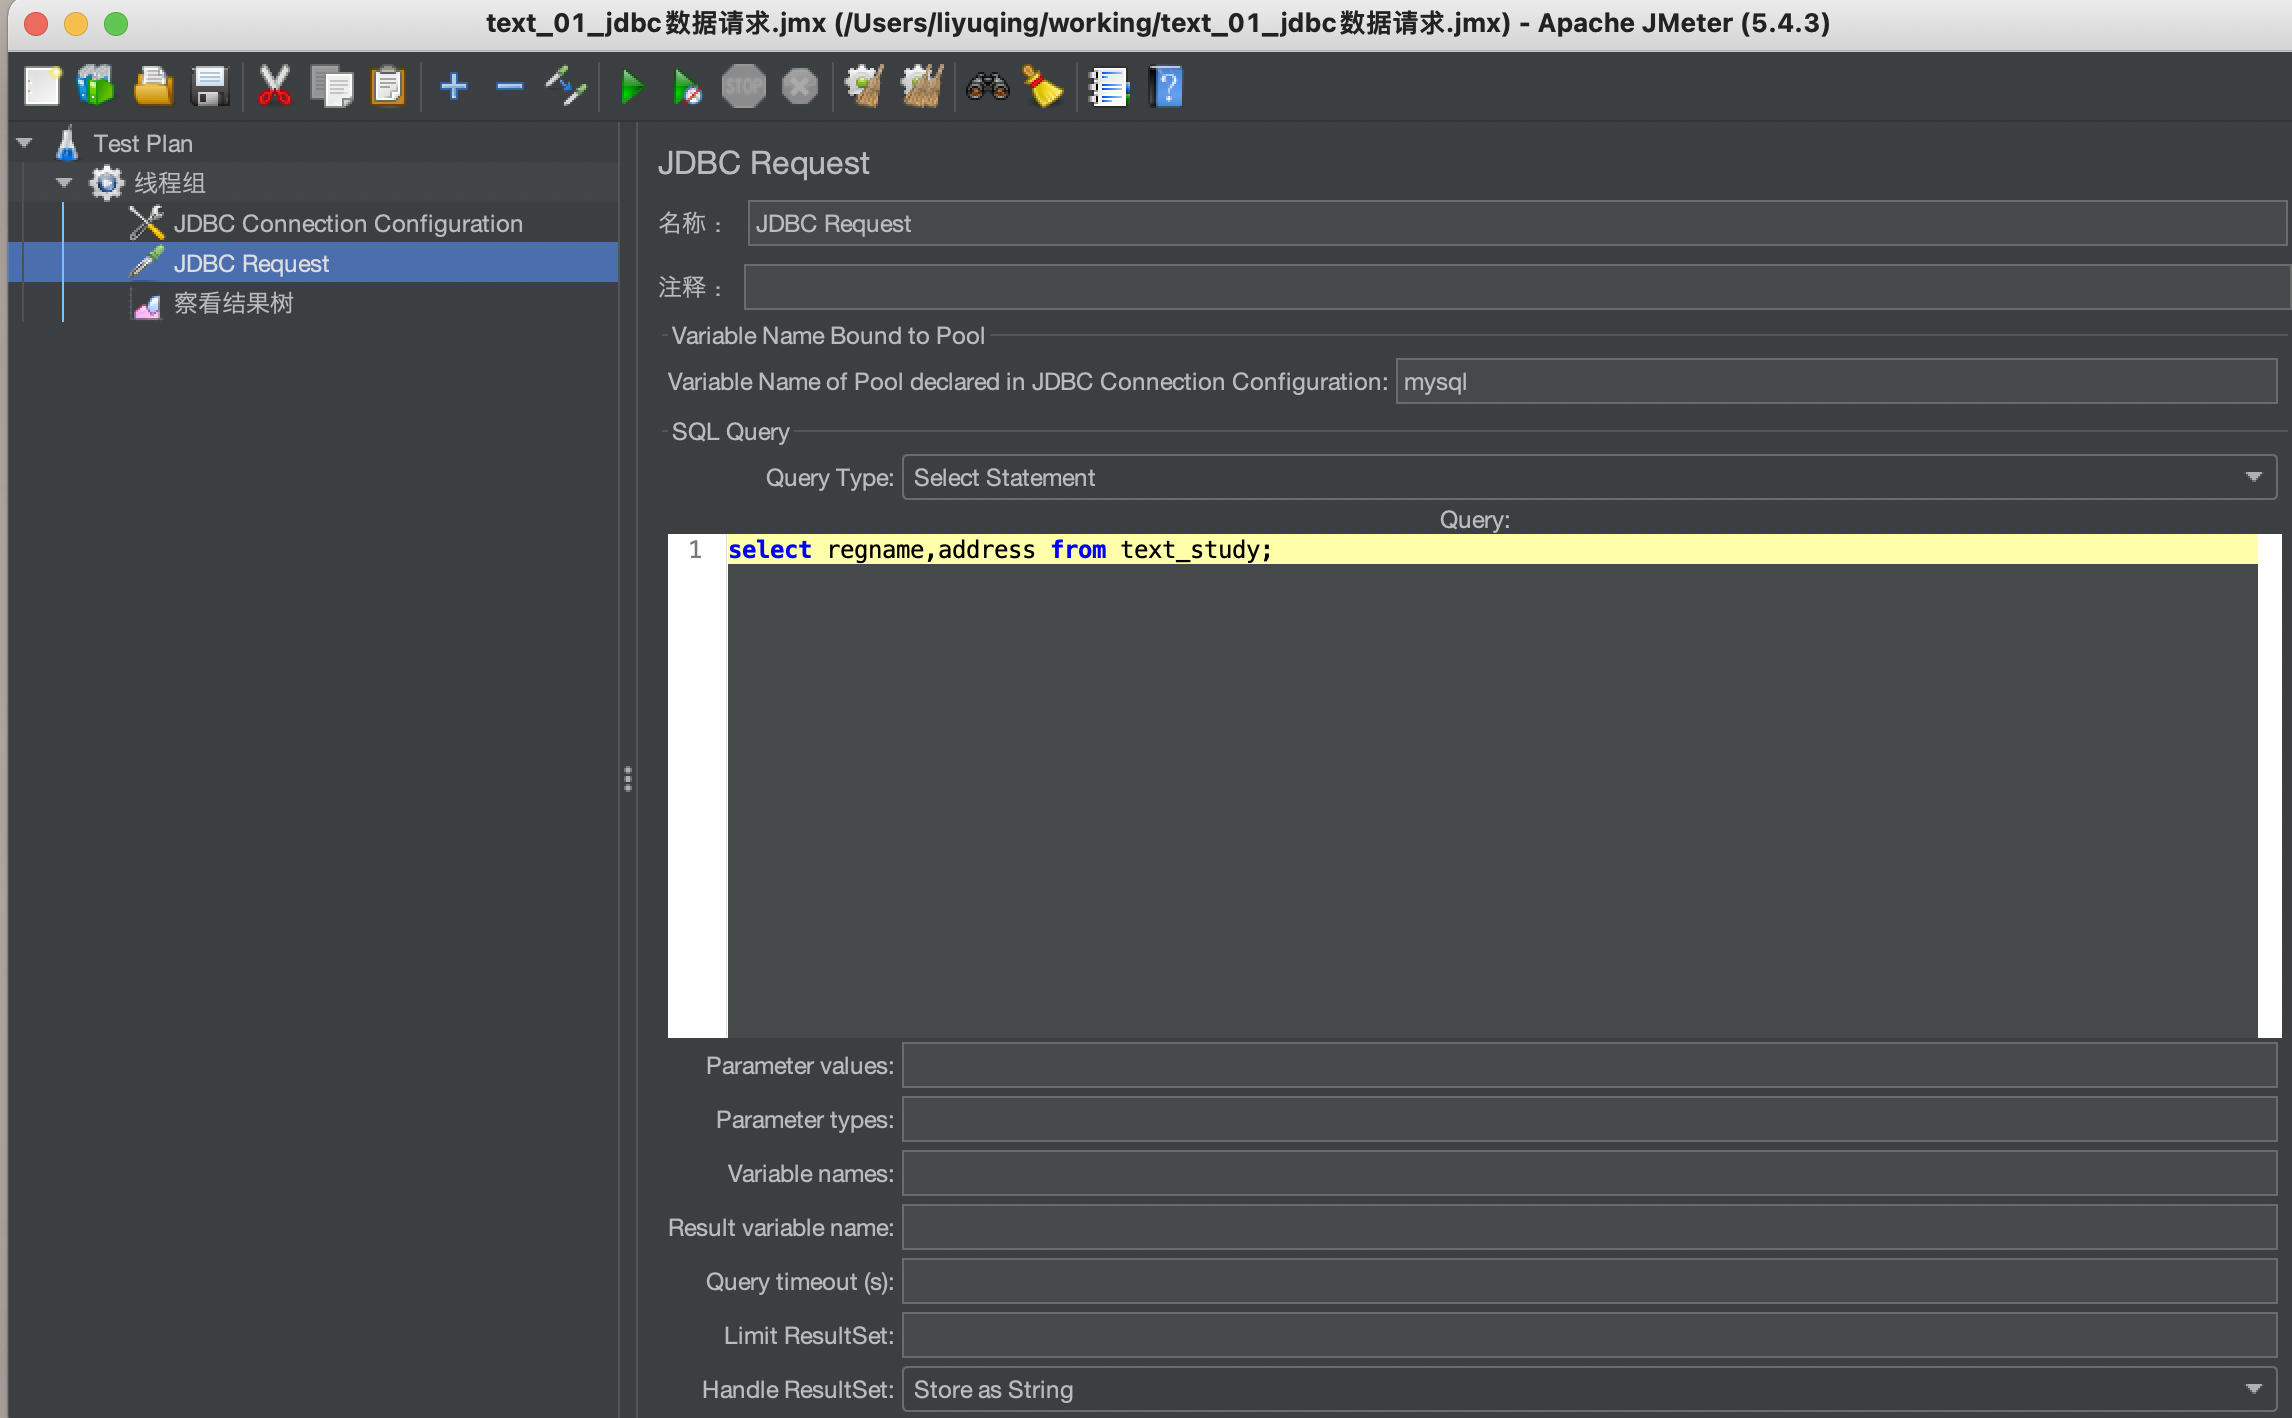 text_01_jdbc数据请求.jmx (/Users/liyuqing/working/text_01_jdbc数据请求.jmx) - Apache JMeter (5.4.3)
STOP
Test Plan
线程组
JDBC Connection Configuration
JDBC Request
察看结果树
JDBC Request
名称： JDBC Request
注释：
Variable Name Bound to Pool
Variable Name of Pool declared in JDBC Connection Configuration: mysql
SQL Query
Query Type: Select Statement
Query:
1 select regname,address from text_study;
Parameter values:
Parameter types:
Variable names:
Result variable name:
Query timeout (s):
Limit ResultSet:
Handle ResultSet: Store as String